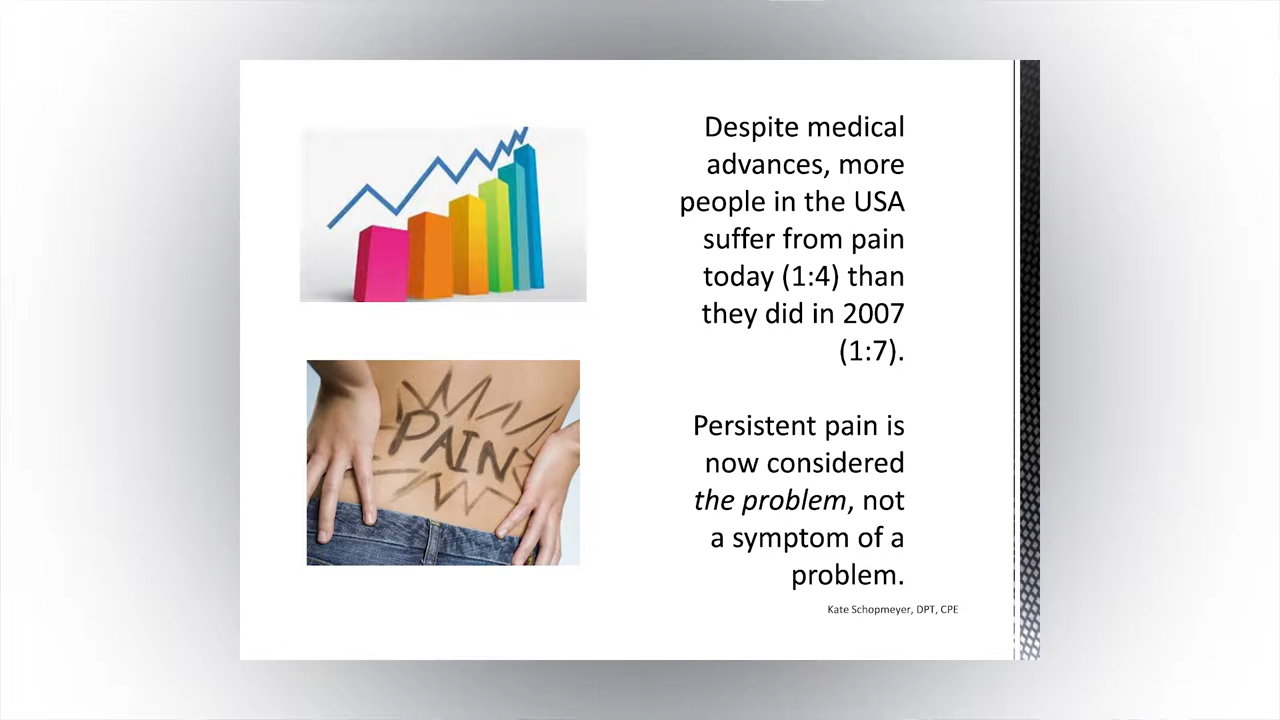 Despite medical
advances, more
people in the USA
suffer from pain
today (1:4) than
they did in 2007
(1:7).
PAIN
Persistent pain is
now considered
the problem, not
a symptom of a
problem.
Kate Schopmeyer, DPT, CPE